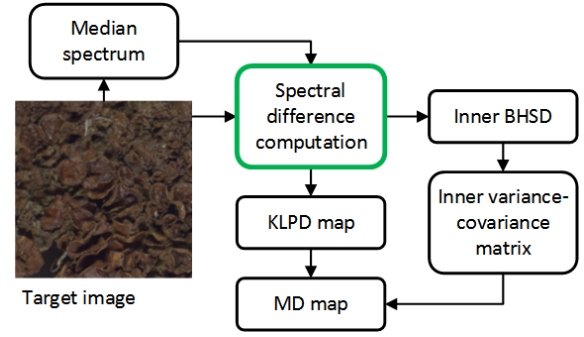 Median
spectrum
Spectral
difference
computation
Inner BHSD
Inner variance-
covariance
matrix
KLPD map
MD map
Target image